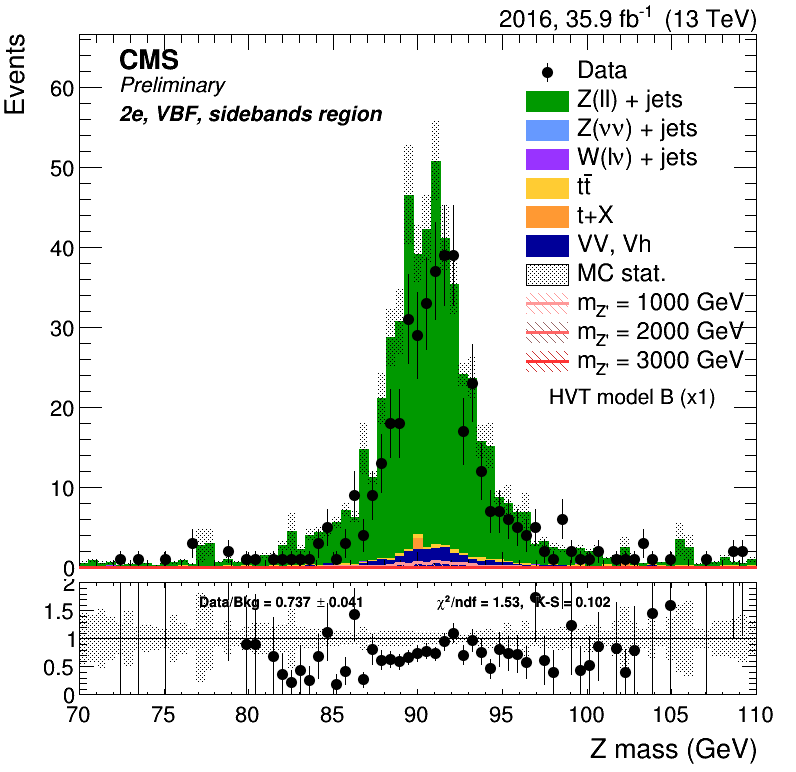 2016, 35.9 fb⁻¹ (13 TeV)
Events
CMS
Preliminary
2e, VBF, sidebands region
Data
Z(ll) + jets
Z(νν) + jets
W(lν) + jets
tt̄
t+X
VV, Vh
MC stat.
m_Z' = 1000 GeV
m_Z' = 2000 GeV
m_Z' = 3000 GeV
HVT model B (x1)
60
50
40
30
20
10
0
Data/Bkg = 0.737 ± 0.041
χ²/ndf = 1.53, K-S = 0.102
2
1.5
1
0.5
0
70 75 80 85 90 95 100 105 110
Z mass (GeV)